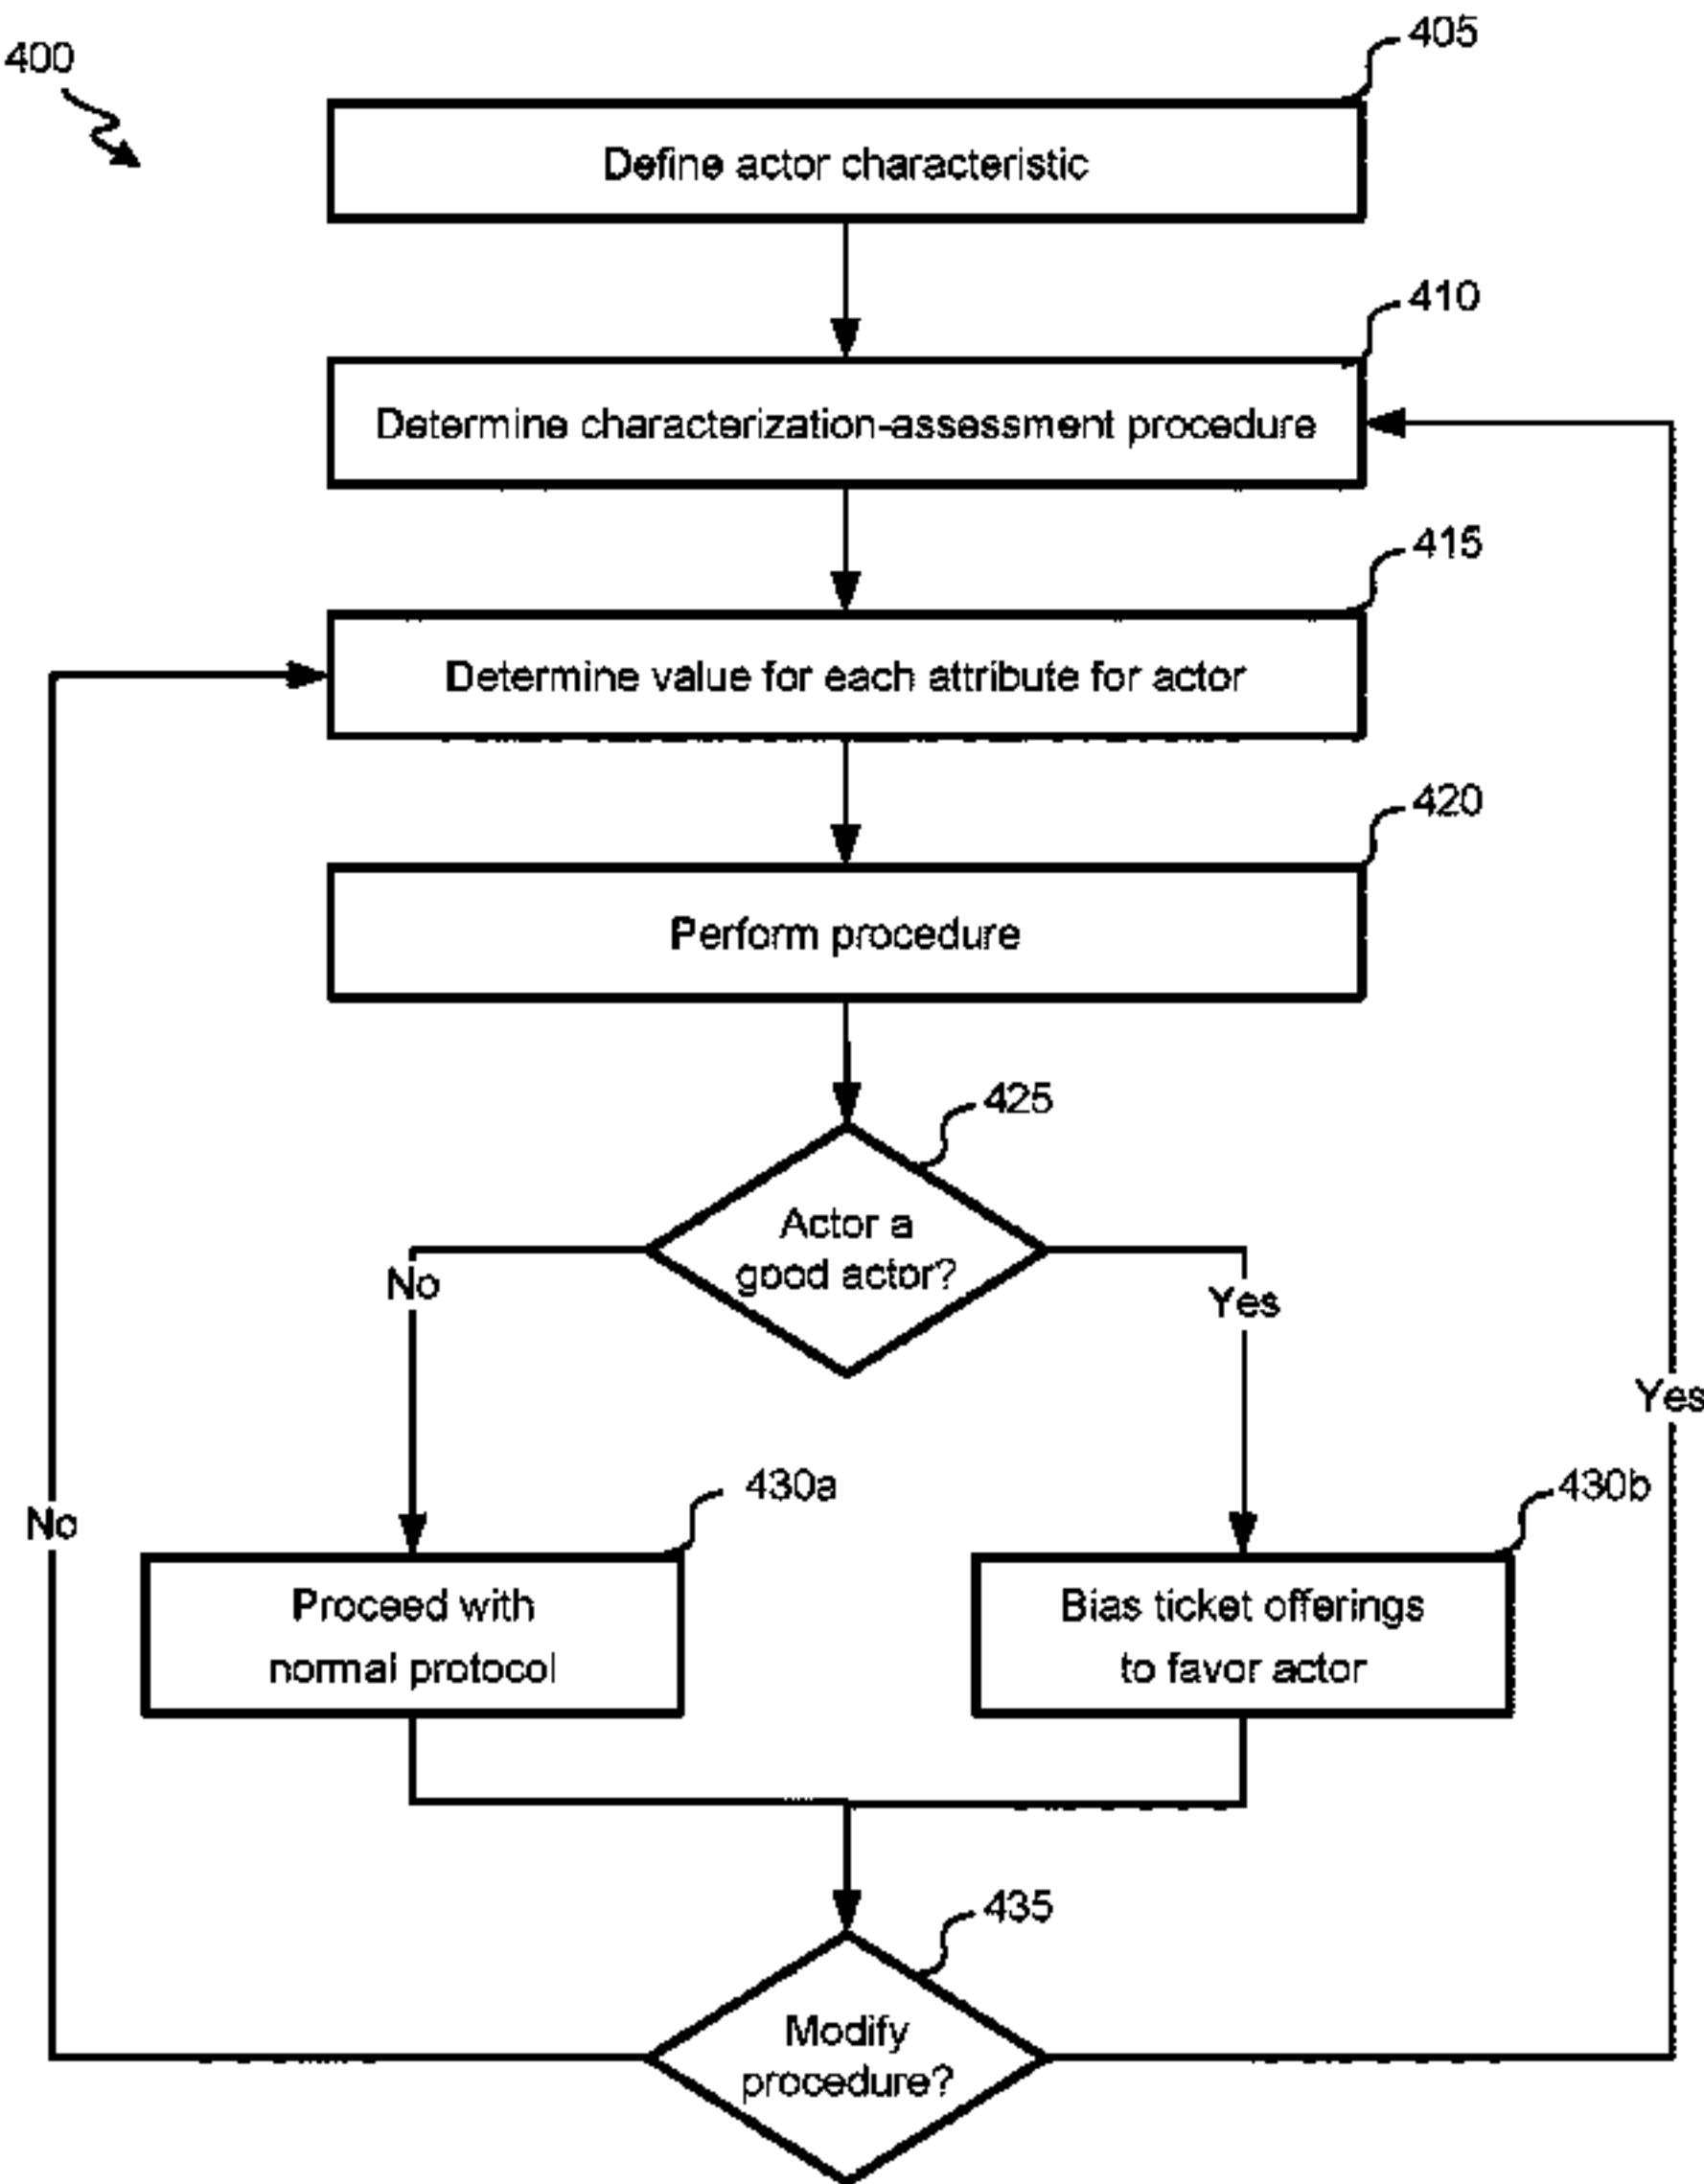 400
405
Define actor characteristic
410
Determine characterization-assessment procedure
415
Determine value for each attribute for actor
420
Perform procedure
425
Actor a
good actor?
No
Yes
Yes
430a
430b
No
Proceed with
normal protocol
Bias ticket offerings
to favor actor
435
Modify
procedure?